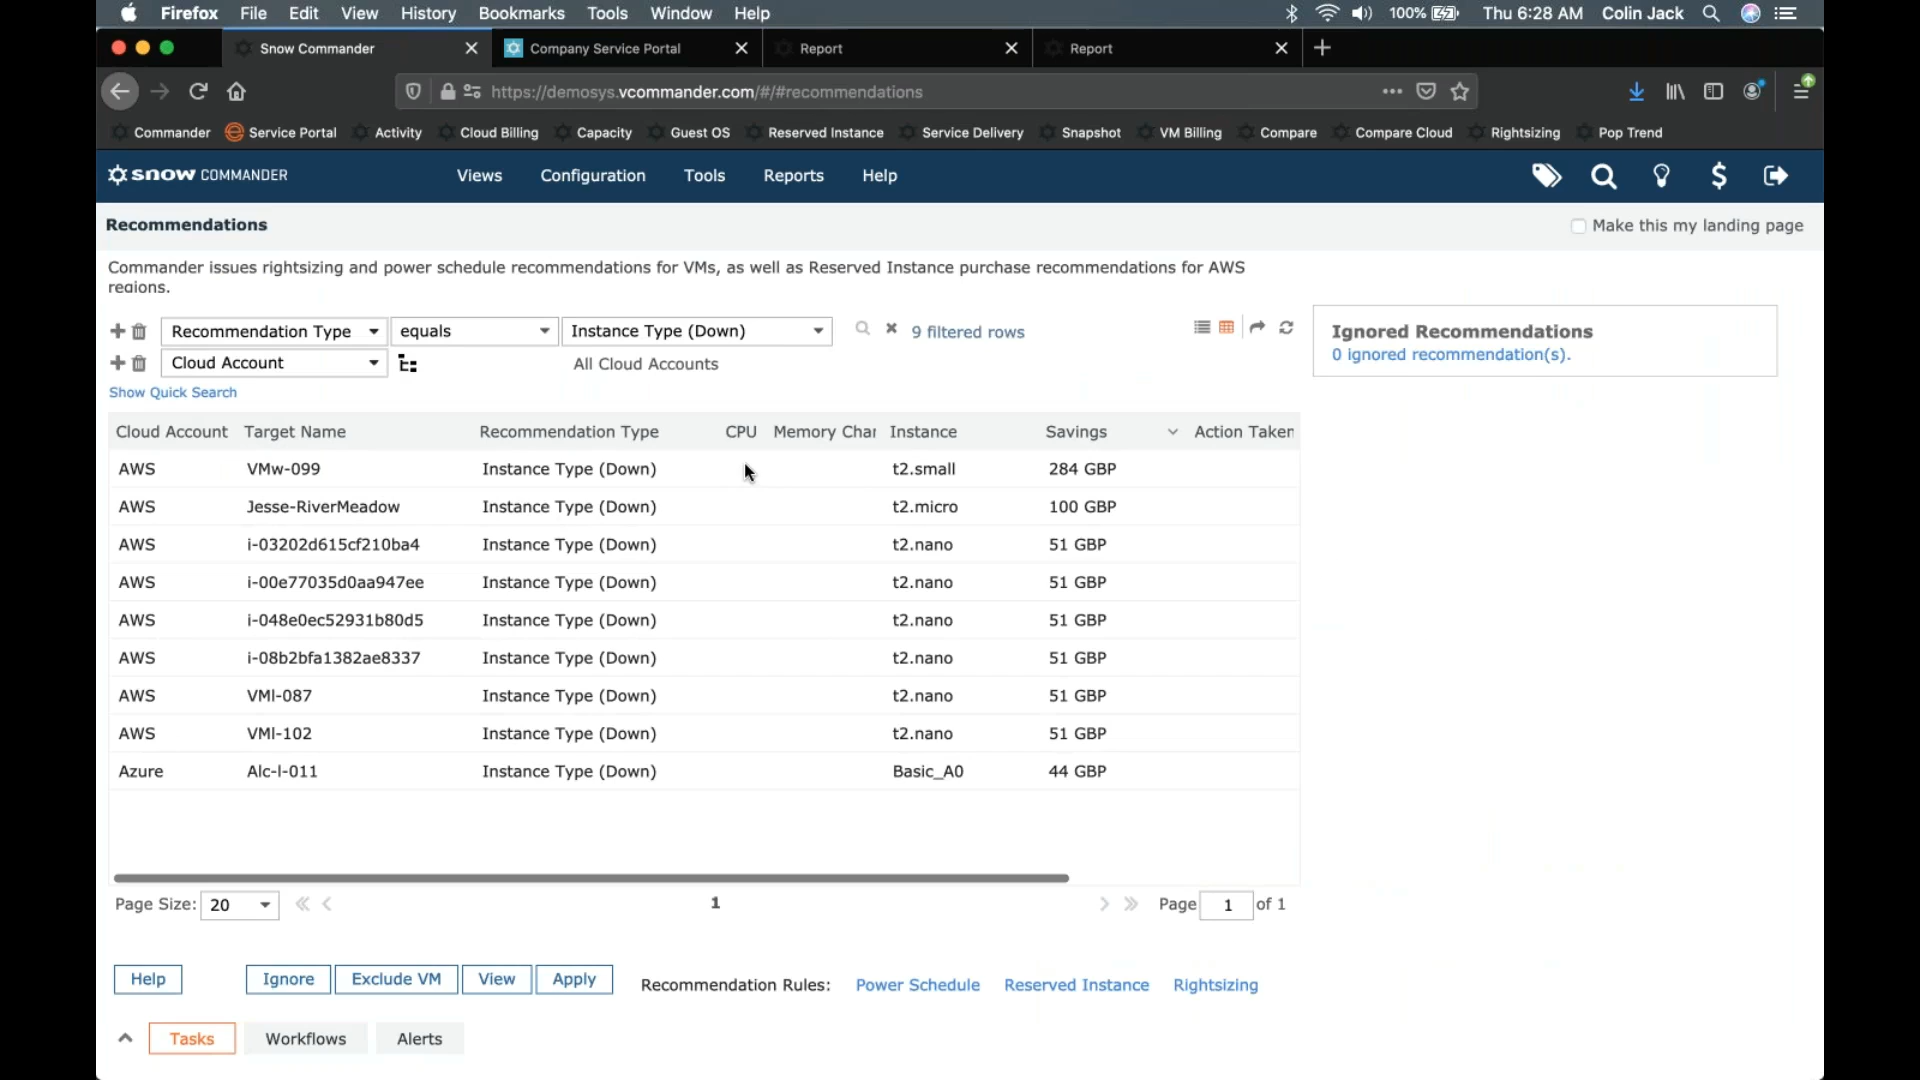 Firefox File Edit View History Bookmarks Tools Window Help 100% Thu 6:28 AM Colin Jack
Snow Commander Company Service Portal Report Report
https://demosys.vcommander.com/#/#recommendations
Commander Service Portal Activity Cloud Billing Capacity Guest OS Reserved Instance Service Delivery Snapshot VM Billing Compare Compare Cloud Rightsizing Pop Trend
snow COMMANDER Views Configuration Tools Reports Help
Recommendations Make this my landing page
Commander issues rightsizing and power schedule recommendations for VMs, as well as Reserved Instance purchase recommendations for AWS
regions.
Recommendation Type equals Instance Type (Down) 9 filtered rows
Cloud Account All Cloud Accounts
Show Quick Search
Ignored Recommendations
0 ignored recommendation(s).
Cloud Account Target Name Recommendation Type CPU Memory Char Instance Savings Action Taken
AWS VMw-099 Instance Type (Down) t2.small 284 GBP
AWS Jesse-RiverMeadow Instance Type (Down) t2.micro 100 GBP
AWS i-03202d615cf210ba4 Instance Type (Down) t2.nano 51 GBP
AWS i-00e77035d0aa947ee Instance Type (Down) t2.nano 51 GBP
AWS i-048e0ec52931b80d5 Instance Type (Down) t2.nano 51 GBP
AWS i-08b2bfa1382ae8337 Instance Type (Down) t2.nano 51 GBP
AWS VMl-087 Instance Type (Down) t2.nano 51 GBP
AWS VMl-102 Instance Type (Down) t2.nano 51 GBP
Azure Alc-l-011 Instance Type (Down) Basic_A0 44 GBP
Page Size: 20 1 Page 1 of 1
Help Ignore Exclude VM View Apply Recommendation Rules: Power Schedule Reserved Instance Rightsizing
Tasks Workflows Alerts